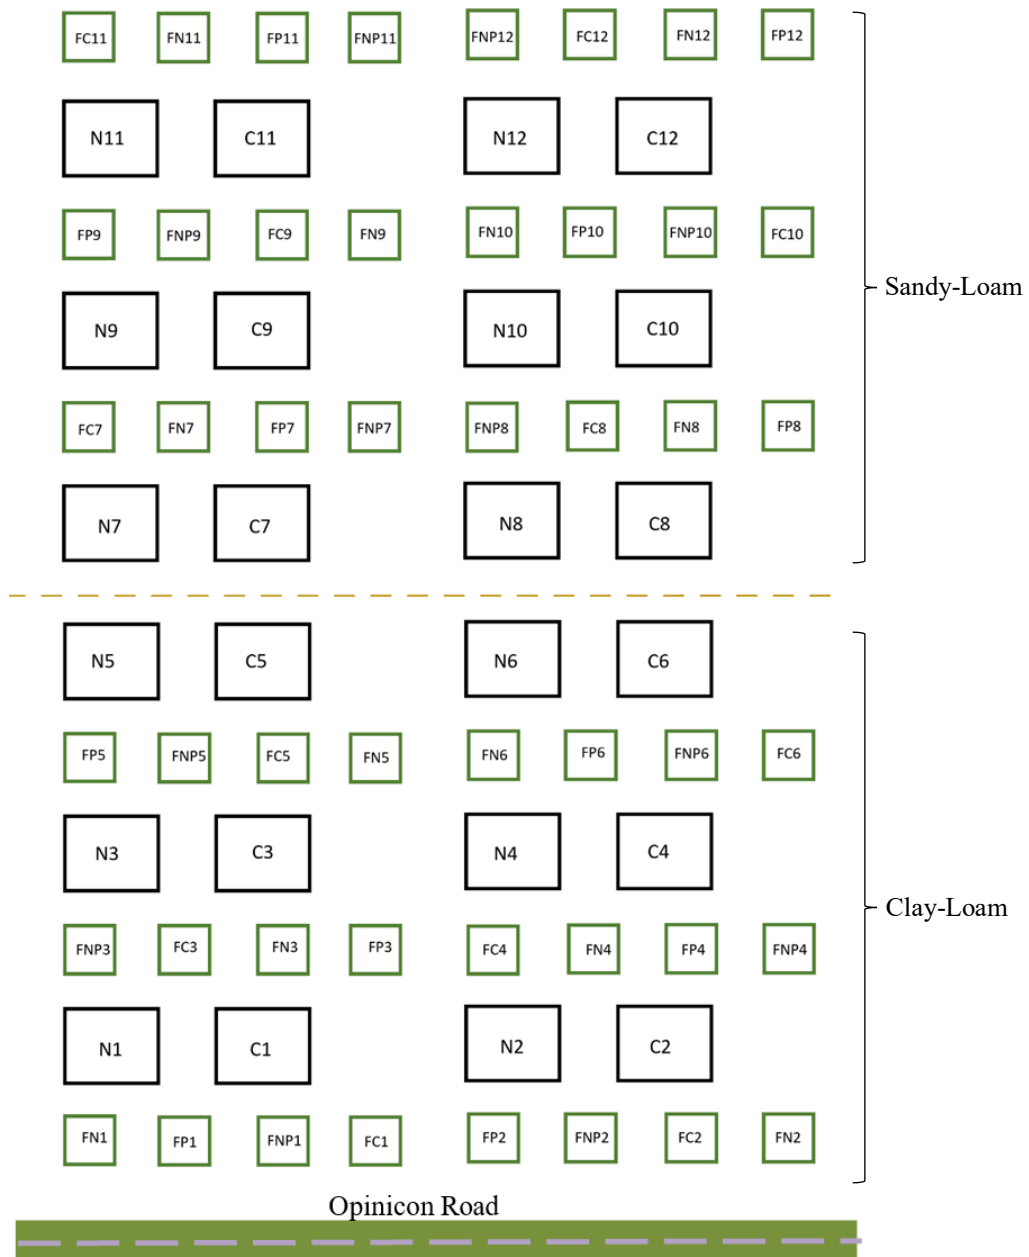 FC11 FN11 FP11 FNP11 FNP12 FC12 FN12 FP12
N11 C11 N12 C12
FP9 FNP9 FC9 FN9 FN10 FP10 FNP10 FC10
Sandy-Loam
N9 C9 N10 C10
FC7 FN7 FP7 FNP7 FNP8 FC8 FN8 FP8
N7 C7 N8 C8
N5 C5 N6 C6
FP5 FNP5 FC5 FN5 FN6 FP6 FNP6 FC6
N3 C3 N4 C4
Clay-Loam
FNP3 FC3 FN3 FP3 FC4 FN4 FP4 FNP4
N1 C1 N2 C2
FN1 FP1 FNP1 FC1 FP2 FNP2 FC2 FN2
Opinicon Road